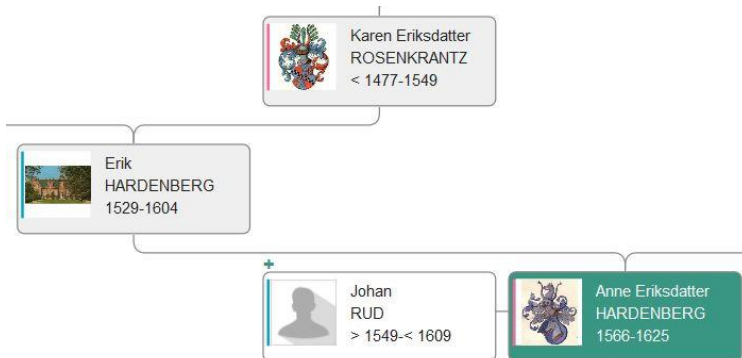 Karen Eriksdatter
ROSENKRANTZ
< 1477-1549
Erik
HARDENBERG
1529-1604
Johan
RUD
> 1549-< 1609
Anne Eriksdatter
HARDENBERG
1566-1625